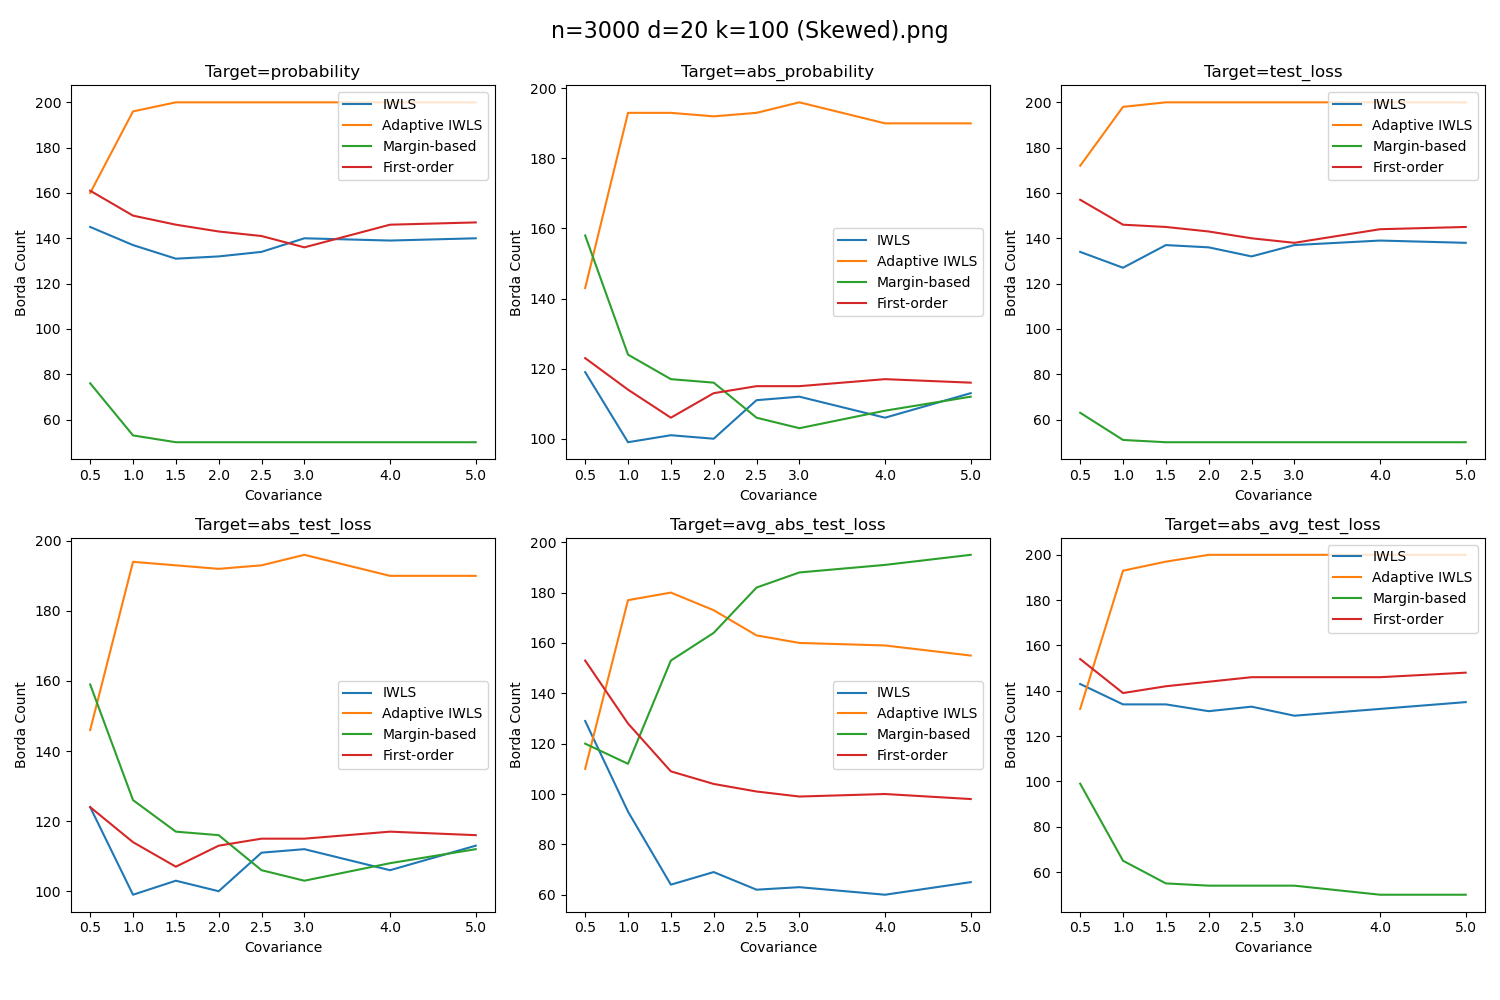 n=3000 d=20 k=100 (Skewed).png
Target=probability
200
180
160
140
120
100
80
60
Borda Count
0.5 1.0 1.5 2.0 2.5 3.0 4.0 5.0
Covariance
IWLS
Adaptive IWLS
Margin-based
First-order
Target=abs_probability
200
180
160
140
120
100
Borda Count
0.5 1.0 1.5 2.0 2.5 3.0 4.0 5.0
Covariance
IWLS
Adaptive IWLS
Margin-based
First-order
Target=test_loss
200
180
160
140
120
100
80
60
Borda Count
0.5 1.0 1.5 2.0 2.5 3.0 4.0 5.0
Covariance
IWLS
Adaptive IWLS
Margin-based
First-order
Target=abs_test_loss
200
180
160
140
120
100
Borda Count
0.5 1.0 1.5 2.0 2.5 3.0 4.0 5.0
Covariance
IWLS
Adaptive IWLS
Margin-based
First-order
Target=avg_abs_test_loss
200
180
160
140
120
100
80
60
Borda Count
0.5 1.0 1.5 2.0 2.5 3.0 4.0 5.0
Covariance
IWLS
Adaptive IWLS
Margin-based
First-order
Target=abs_avg_test_loss
200
180
160
140
120
100
80
60
Borda Count
0.5 1.0 1.5 2.0 2.5 3.0 4.0 5.0
Covariance
IWLS
Adaptive IWLS
Margin-based
First-order